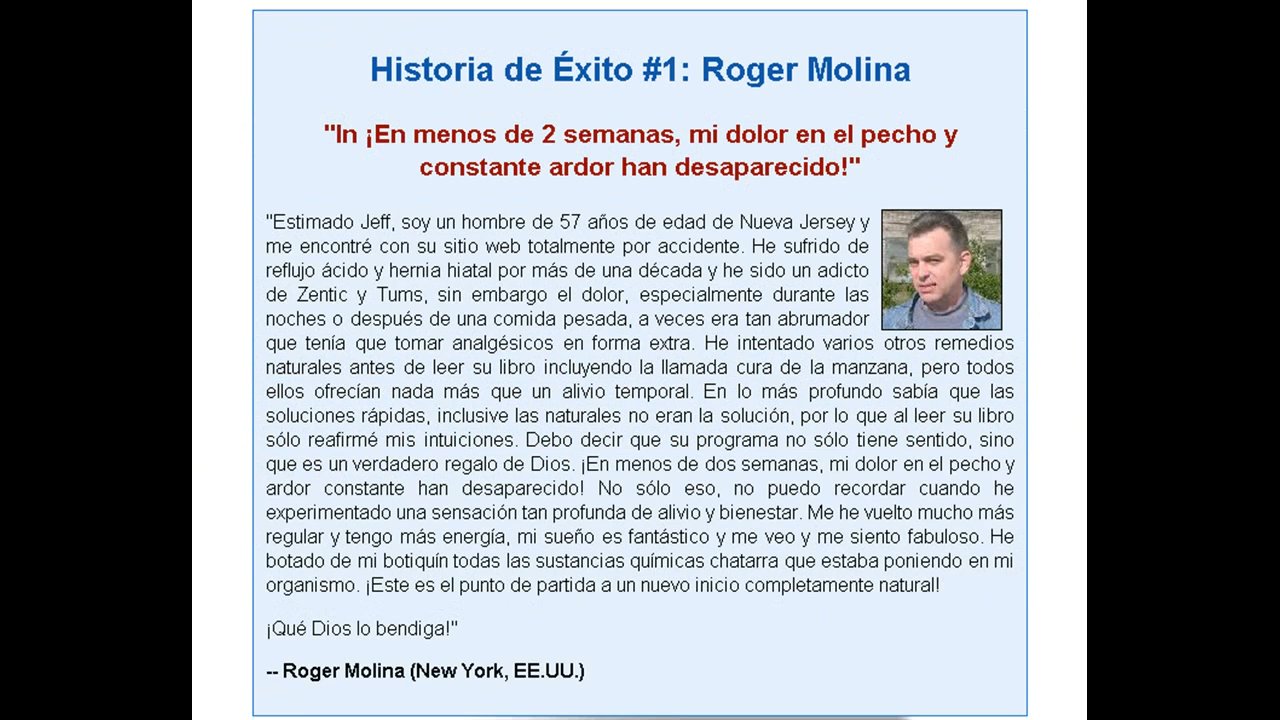 Historia de Éxito #1: Roger Molina
"In ¡En menos de 2 semanas, mi dolor en el pecho y
constante ardor han desaparecido!"
"Estimado Jeff, soy un hombre de 57 años de edad de Nueva Jersey y
me encontré con su sitio web totalmente por accidente. He sufrido de
reflujo ácido y hernia hiatal por más de una década y he sido un adicto
de Zentic y Tums, sin embargo el dolor, especialmente durante las
noches o después de una comida pesada, a veces era tan abrumador
que tenía que tomar analgésicos en forma extra. He intentado varios otros remedios
naturales antes de leer su libro incluyendo la llamada cura de la manzana, pero todos
ellos ofrecían nada más que un alivio temporal. En lo más profundo sabía que las
soluciones rápidas, inclusive las naturales no eran la solución, por lo que al leer su libro
sólo reafirmé mis intuiciones. Debo decir que su programa no sólo tiene sentido, sino
que es un verdadero regalo de Dios. ¡En menos de dos semanas, mi dolor en el pecho y
ardor constante han desaparecido! No sólo eso, no puedo recordar cuando he
experimentado una sensación tan profunda de alivio y bienestar. Me he vuelto mucho más
regular y tengo más energía, mi sueño es fantástico y me veo y me siento fabuloso. He
botado de mi botiquín todas las sustancias químicas chatarra que estaba poniendo en mi
organismo. ¡Este es el punto de partida a un nuevo inicio completamente natural!
¡Qué Dios lo bendiga!"
-- Roger Molina (New York, EE.UU.)